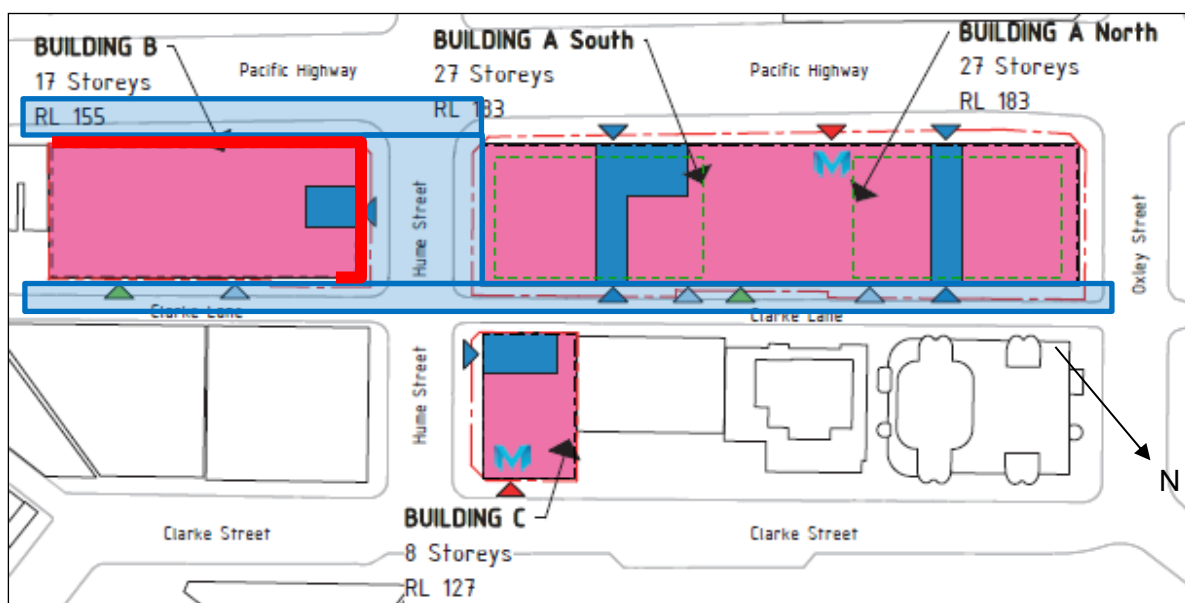 BUILDING B
17 Storeys
RL 155
Pacific Highway
BUILDING A South
27 Storeys
RL 183
Pacific Highway
BUILDING A North
27 Storeys
RL 183
Hume Street
Oxley Street
Clarke Lane
Clarke Lane
Hume Street
M
M
N
BUILDING C
8 Storeys
RL 127
Clarke Street
Clarke Street